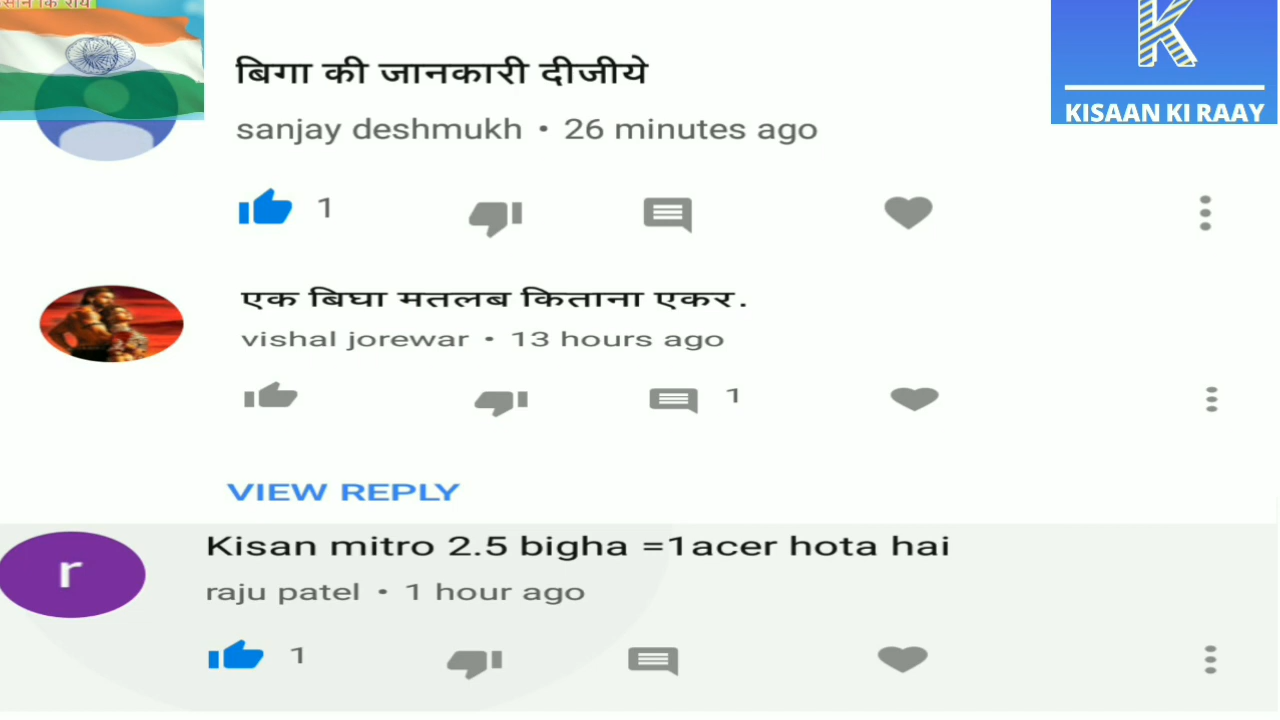 बिगा की जानकारी दीजीये
sanjay deshmukh • 26 minutes ago
K
KISAAN KI RAAY
1
एक बिघा मतलब किताना एकर.
vishal jorewar • 13 hours ago
1
VIEW REPLY
r
Kisan mitro 2.5 bigha =1acer hota hai
raju patel • 1 hour ago
1